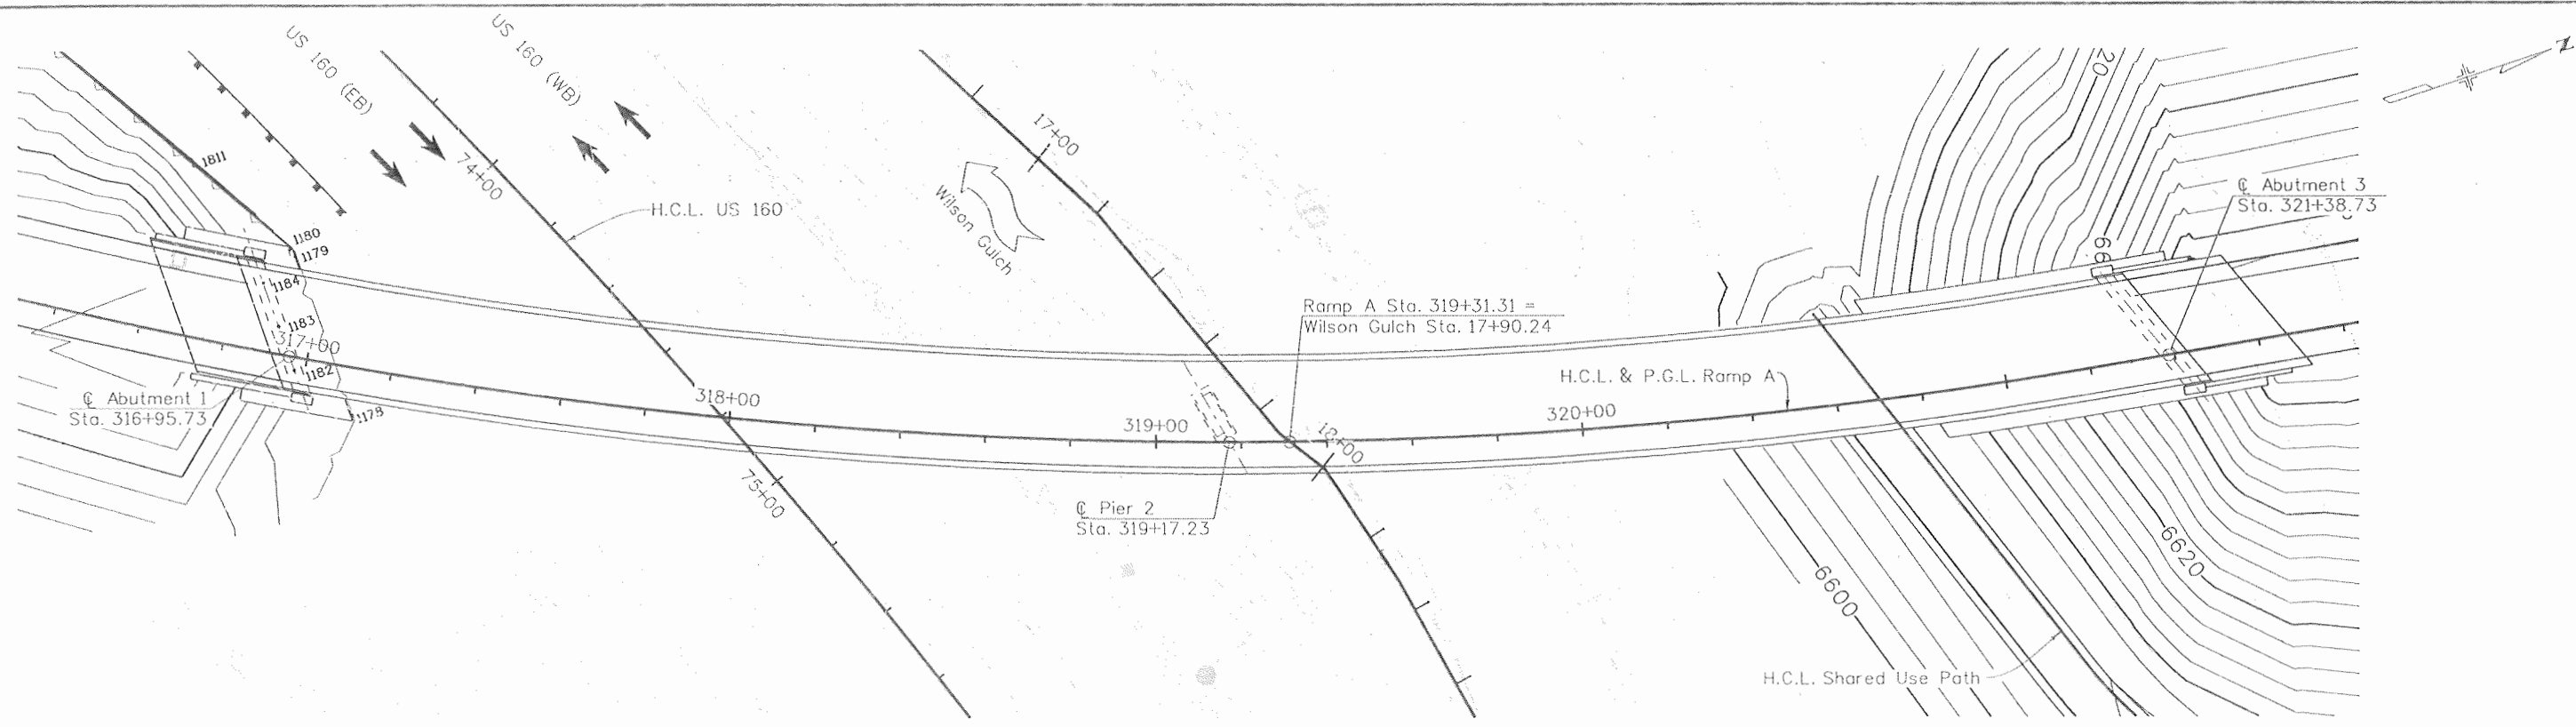 US 160 (EB)
US 160 (WB)
20
N
17+00
1811
74+00
Wilson Gulch
H.C.L. US 160
℄ Abutment 3
Sta. 321+38.73
1180
1179
66
1184
Ramp A Sta. 319+31.31 =
Wilson Gulch Sta. 17+90.24
1183
317+00
1182
H.C.L. & P.G.L. Ramp A
℄ Abutment 1
Sta. 316+95.73
1178
318+00
319+00
320+00
18+00
75+00
℄ Pier 2
Sta. 319+17.23
6620
6600
H.C.L. Shared Use Path